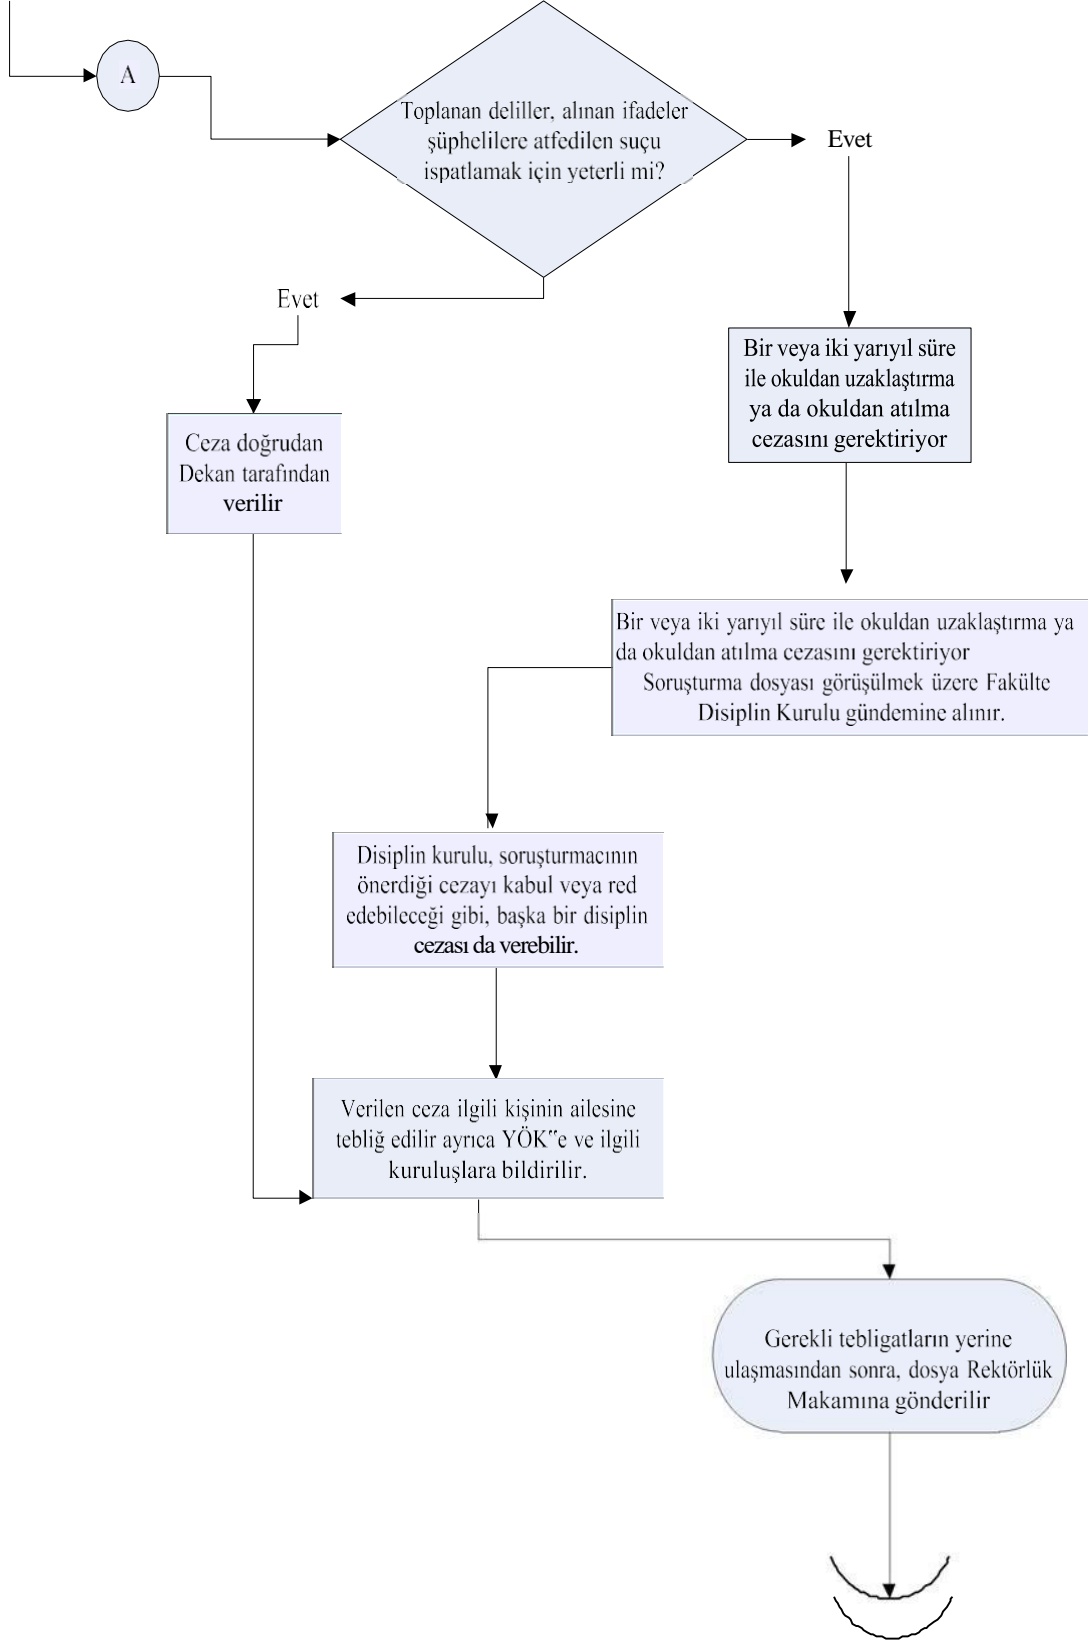 A
Toplanan deliller, alınan ifadeler
şüphelilere atfedilen suçu
ispatlamak için yeterli mi?
Evet
Evet
Bir veya iki yarıyıl süre
ile okuldan uzaklaştırma
ya da okuldan atılma
cezasını gerektiriyor
Ceza doğrudan
Dekan tarafından
verilir
Bir veya iki yarıyıl süre ile okuldan uzaklaştırma ya
da okuldan atılma cezasını gerektiriyor
Soruşturma dosyası görüşülmek üzere Fakülte
Disiplin Kurulu gündemine alınır.
Disiplin kurulu, soruşturmacının
önerdiği cezayı kabul veya red
edebileceği gibi, başka bir disiplin
cezası da verebilir.
Verilen ceza ilgili kişinin ailesine
tebliğ edilir ayrıca YÖK‟e ve ilgili
kuruluşlara bildirilir.
Gerekli tebligatların yerine
ulaşmasından sonra, dosya Rektörlük
Makamına gönderilir